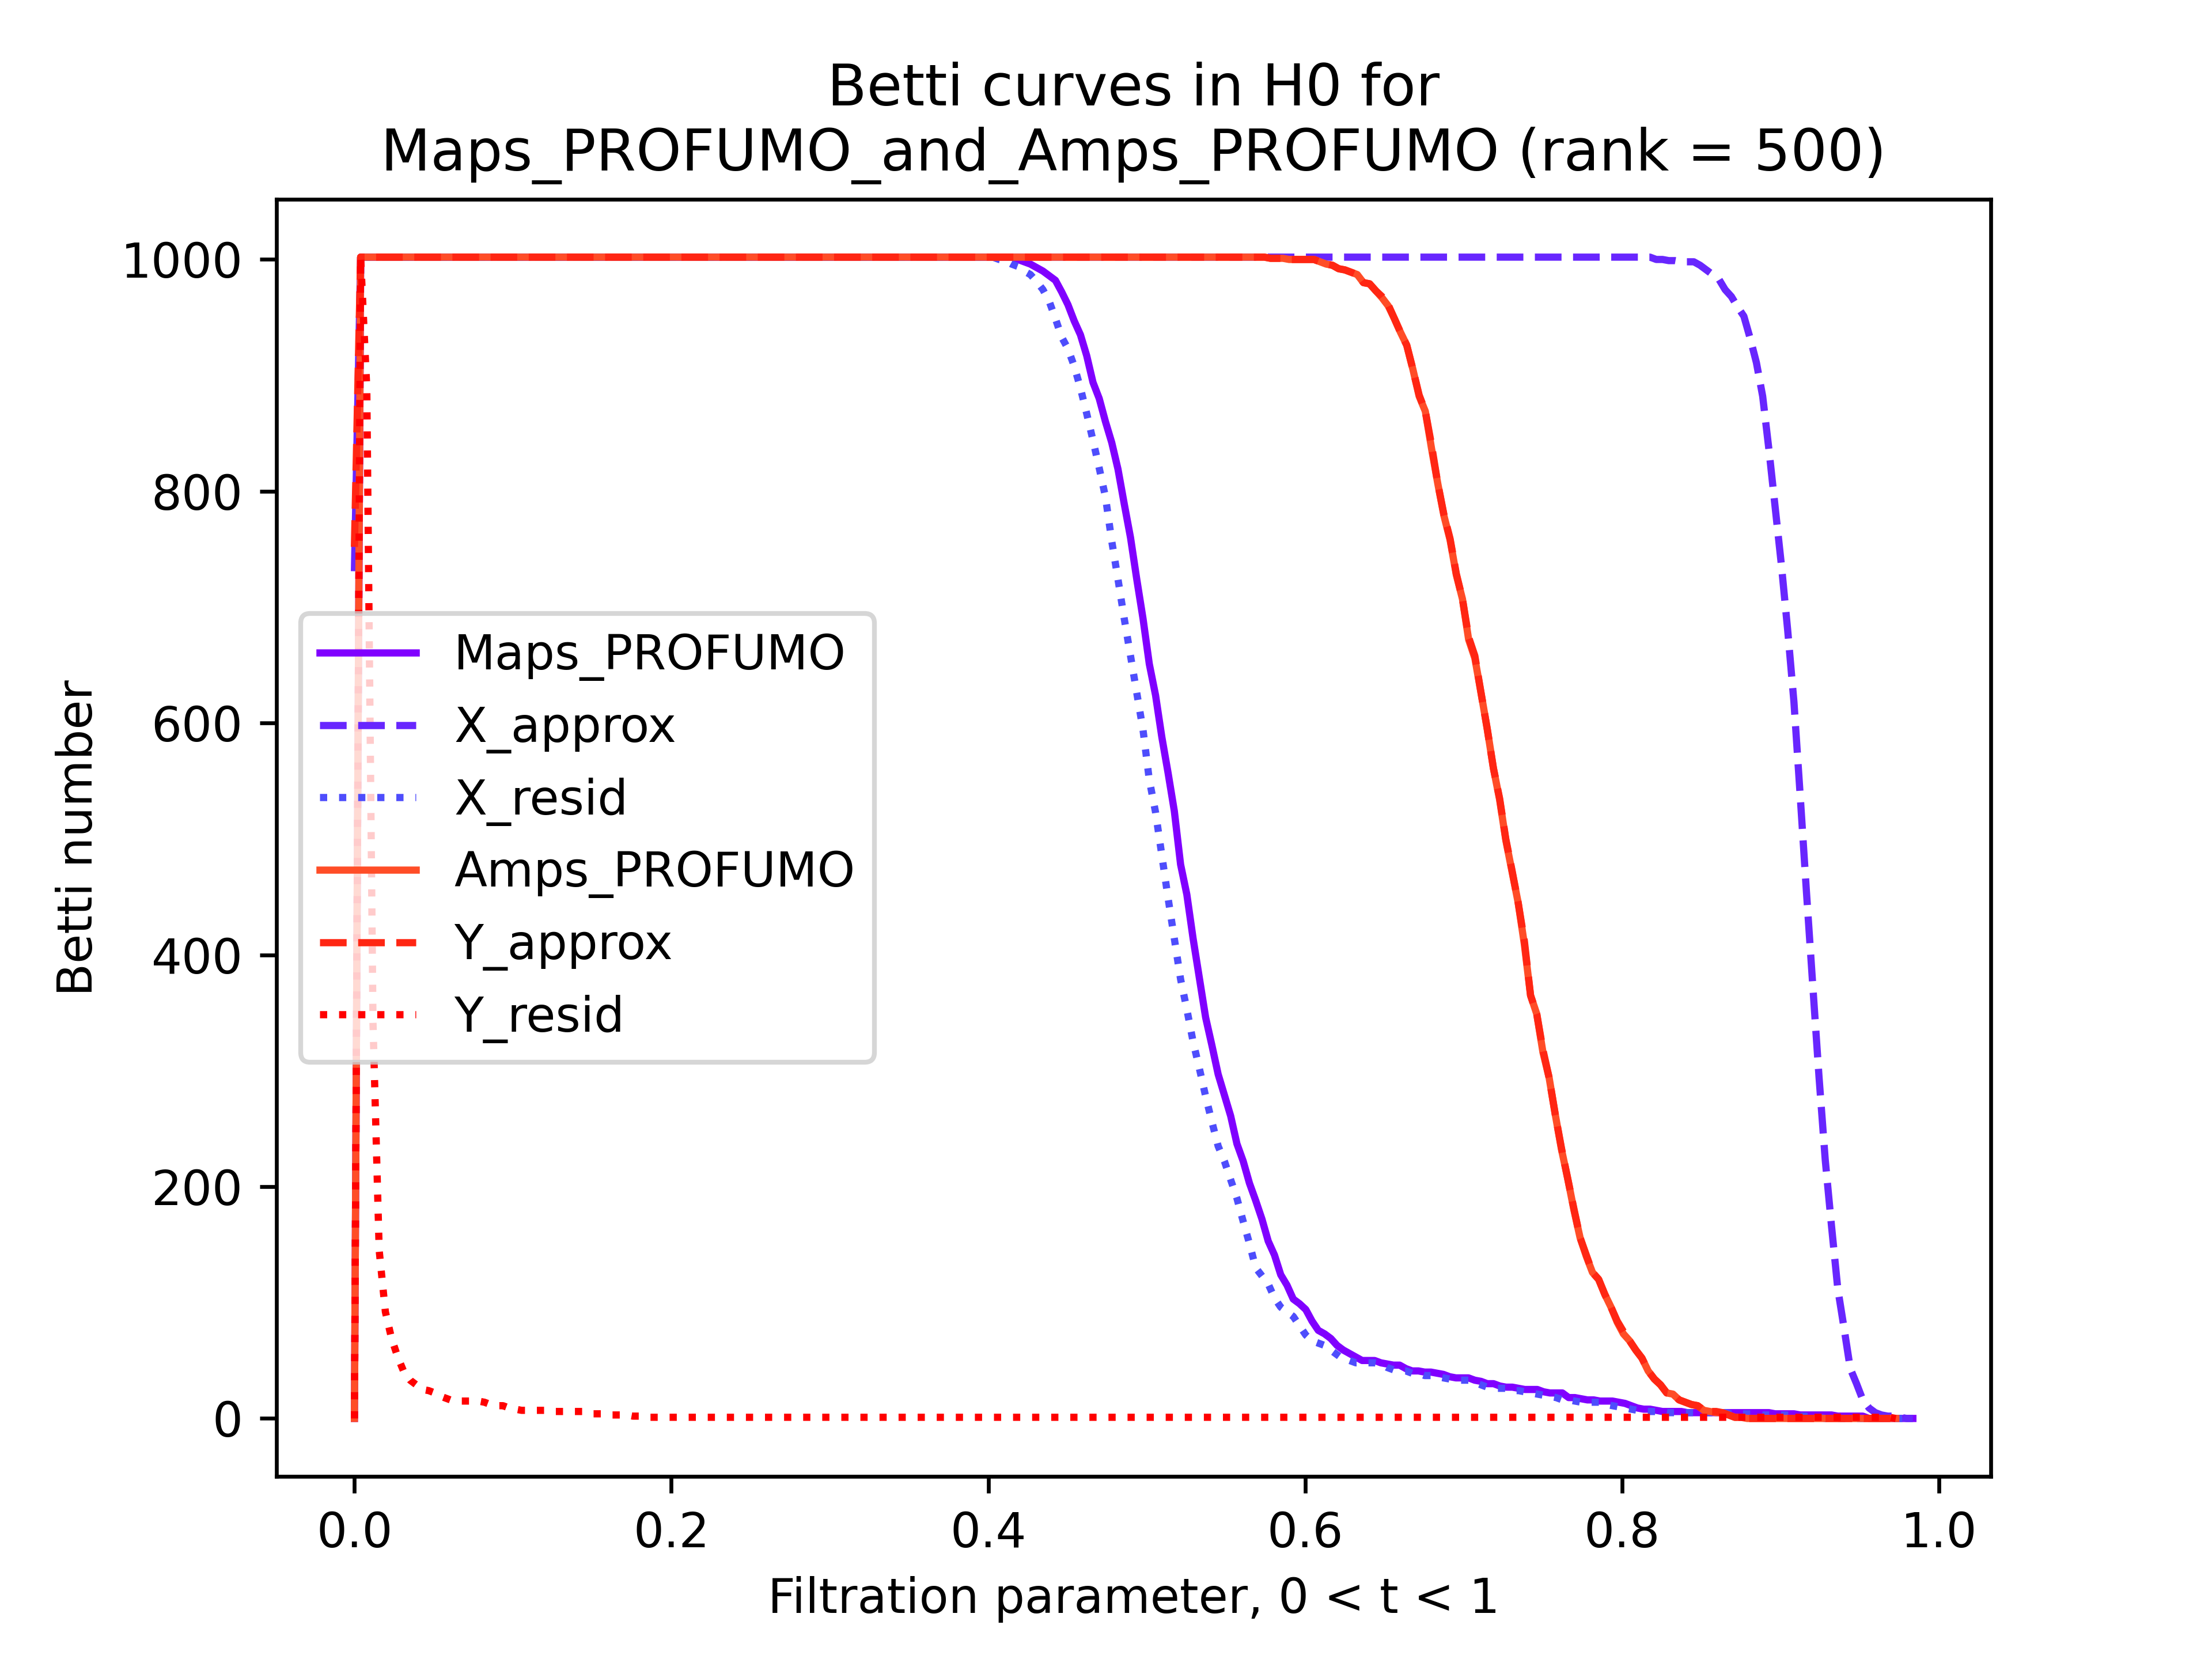 Betti curves in H0 for
Maps_PROFUMO_and_Amps_PROFUMO (rank = 500)
1000
800
600
400
200
0
Betti number
Maps_PROFUMO
X_approx
X_resid
Amps_PROFUMO
Y_approx
Y_resid
0.0 0.2 0.4 0.6 0.8 1.0
Filtration parameter, 0 < t < 1